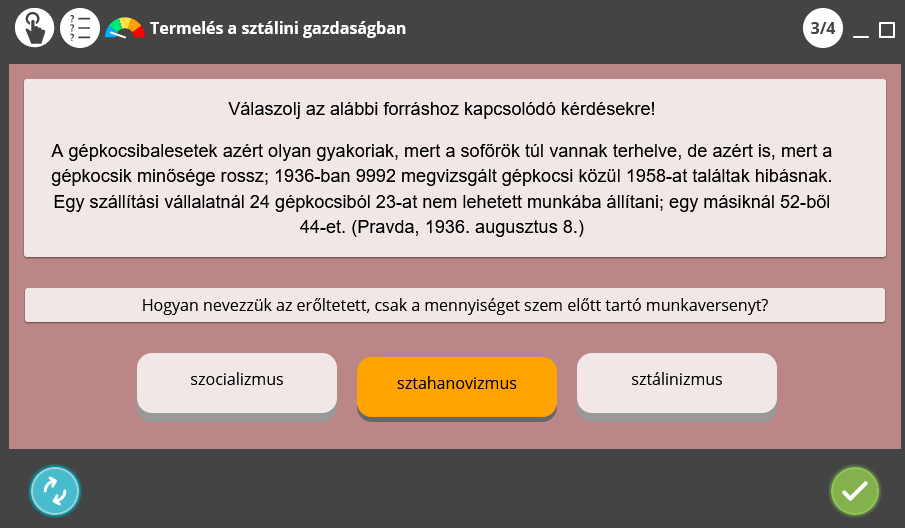 Termelés a sztálini gazdaságban
3/4
Válaszolj az alábbi forráshoz kapcsolódó kérdésekre!
A gépkocsibalesetek azért olyan gyakoriak, mert a sofőrök túl vannak terhelve, de azért is, mert a
gépkocsik minősége rossz; 1936-ban 9992 megvizsgált gépkocsi közül 1958-at találtak hibásnak.
Egy szállítási vállalatnál 24 gépkocsiból 23-at nem lehetett munkába állítani; egy másiknál 52-ből
44-et. (Pravda, 1936. augusztus 8.)
Hogyan nevezzük az erőltetett, csak a mennyiséget szem előtt tartó munkaversenyt?
szocializmus
sztahanovizmus
sztálinizmus